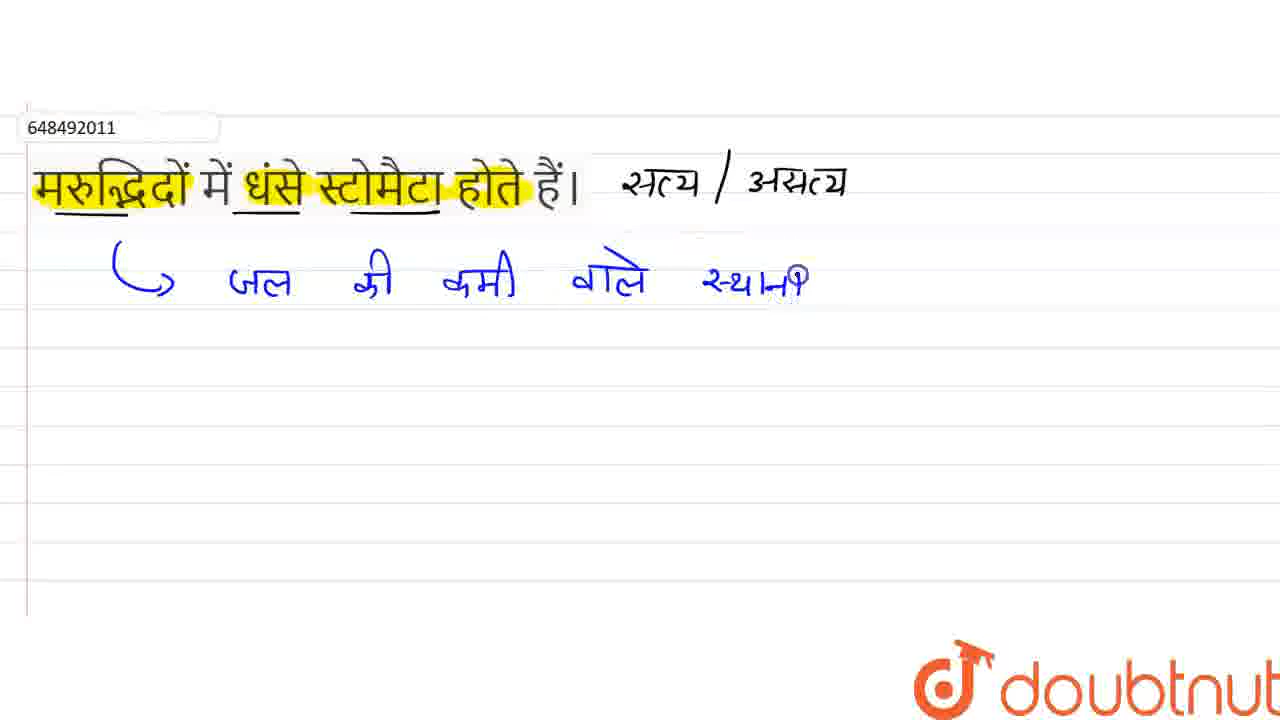 648492011
मरुद्भिदों में धंसे स्टोमैटा होते हैं। सत्य / असत्य
जल की कमी वाले स्थान
doubtnut